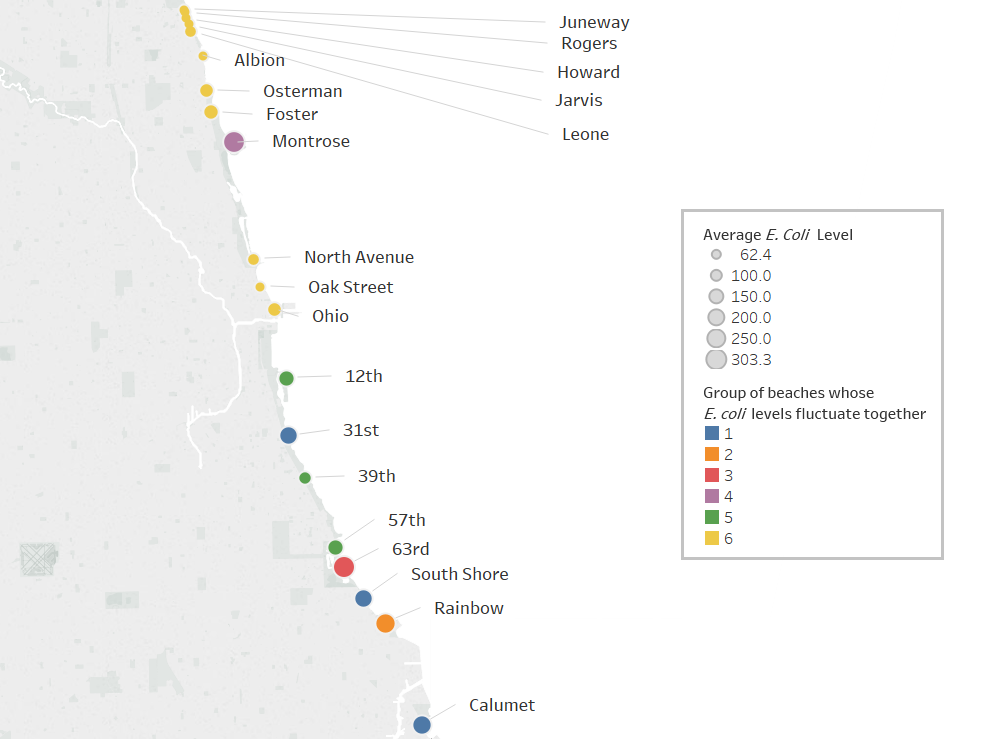 Juneway
Rogers
Albion
Howard
Osterman
Jarvis
Foster
Leone
Montrose
North Avenue
Oak Street
Ohio
12th
31st
39th
57th
63rd
South Shore
Rainbow
Calumet
Average E. Coli Level
62.4
100.0
150.0
200.0
250.0
303.3
Group of beaches whose
E. coli levels fluctuate together
1
2
3
4
5
6